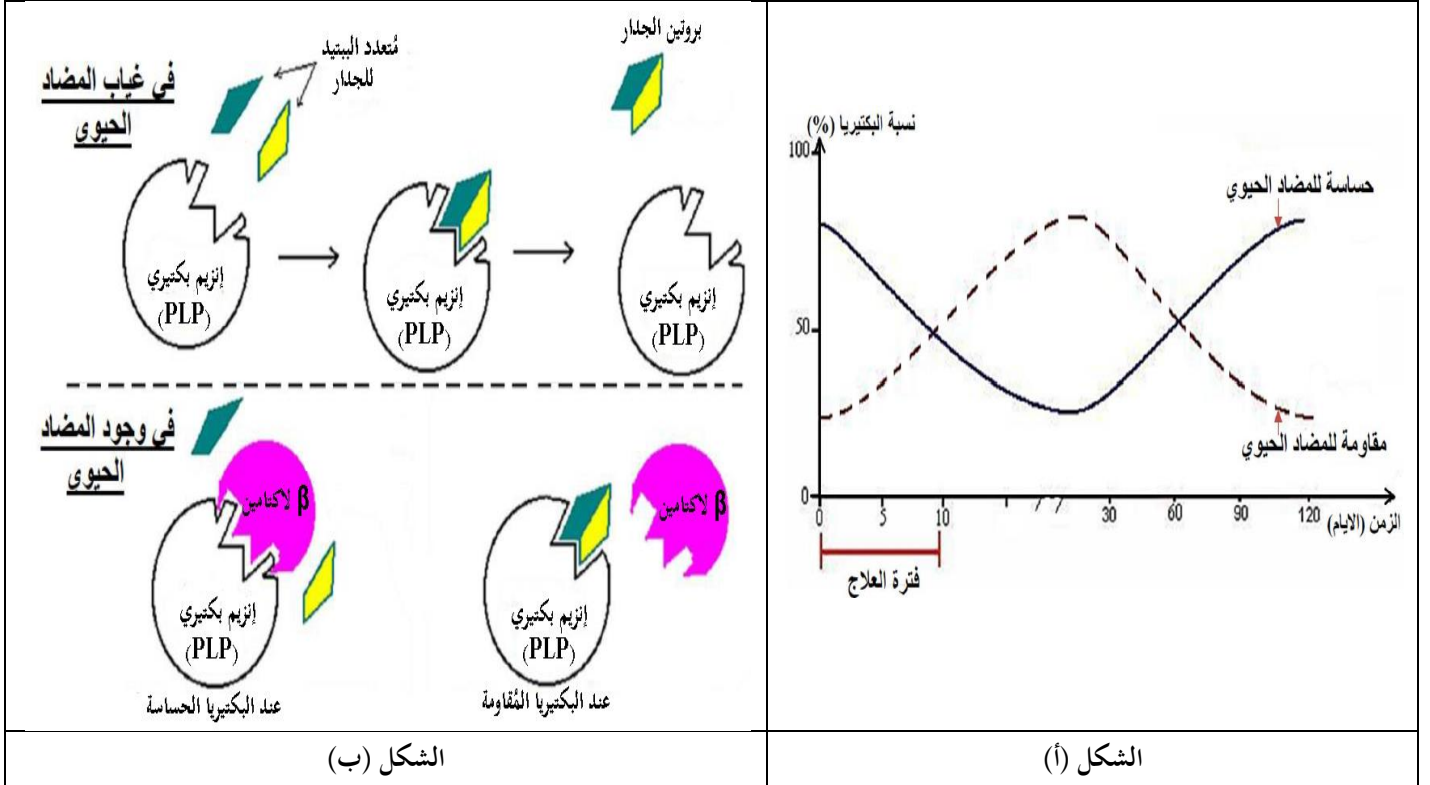 نسبة البكتيريا (%)
100
50
0
حساسة للمضاد الحيوي
مقاومة للمضاد الحيوي
0 5 10 30 60 90 120
الزمن (الايام)
فترة العلاج
الشكل (أ)
في غياب المضاد
الحيوي
مُتعدد الببتيد
للجدار
بروتين الجدار
إنزيم بكتيري
(PLP)
إنزيم بكتيري
(PLP)
إنزيم بكتيري
(PLP)
في وجود المضاد
الحيوي
β لاكتامين
إنزيم بكتيري
(PLP)
عند البكتيريا الحساسة
β لاكتامين
إنزيم بكتيري
(PLP)
عند البكتيريا المُقاومة
الشكل (ب)